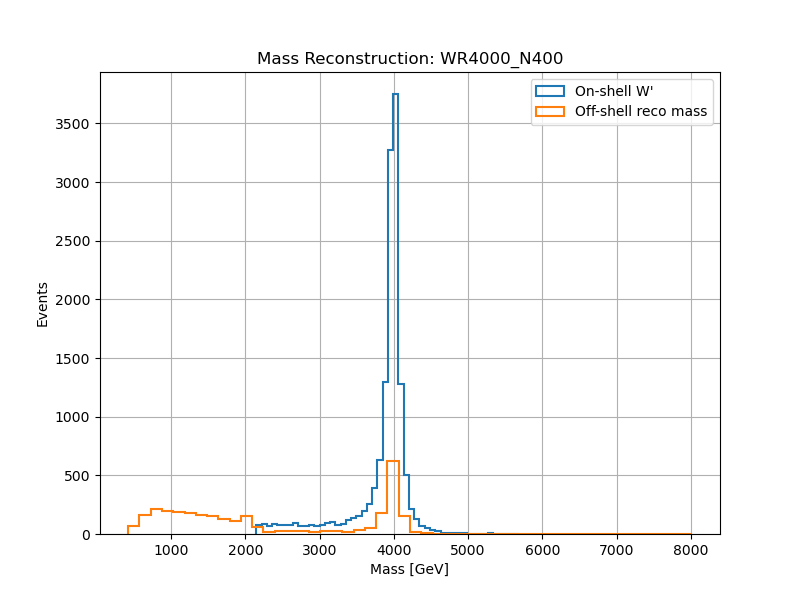 Mass Reconstruction: WR4000_N400
On-shell W'
Off-shell reco mass
Events
3500
3000
2500
2000
1500
1000
500
0
1000 2000 3000 4000 5000 6000 7000 8000
Mass [GeV]